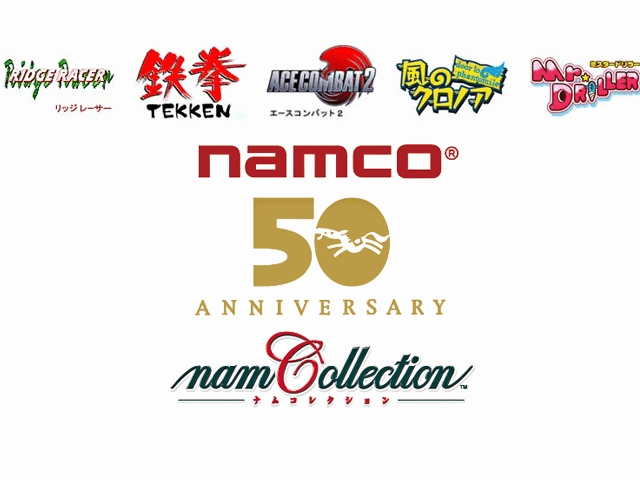 RIDGE RACER
リッジ レーサー
鉄拳
TEKKEN
ACE COMBAT 2
エースコンバット2
風の
クロノア
door to phantomile
ミスタードリラー
Mr. DRILLER
namco®
50
ANNIVERSARY
namCollection™
ナムコレクション